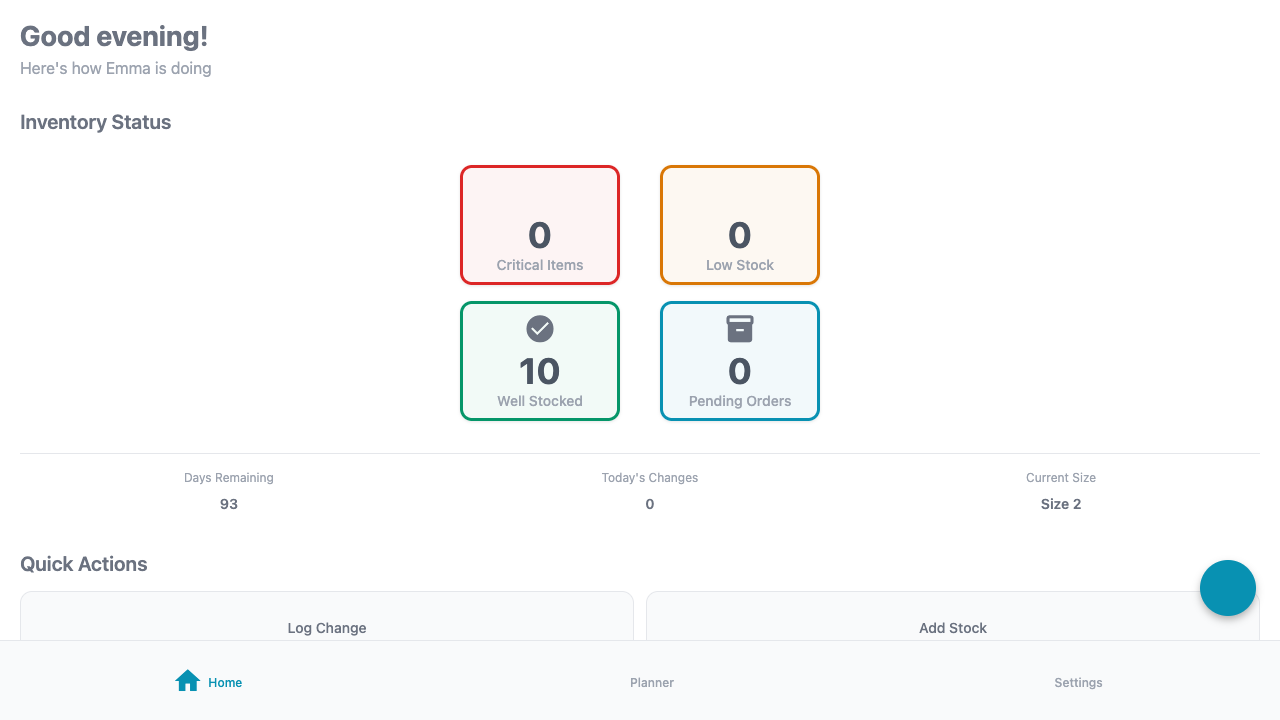 Good evening!
Here's how Emma is doing
Inventory Status
0
Critical Items
0
Low Stock
10
Well Stocked
0
Pending Orders
Days Remaining
93
Today's Changes
0
Current Size
Size 2
Quick Actions
Log Change
Add Stock
Home
Planner
Settings